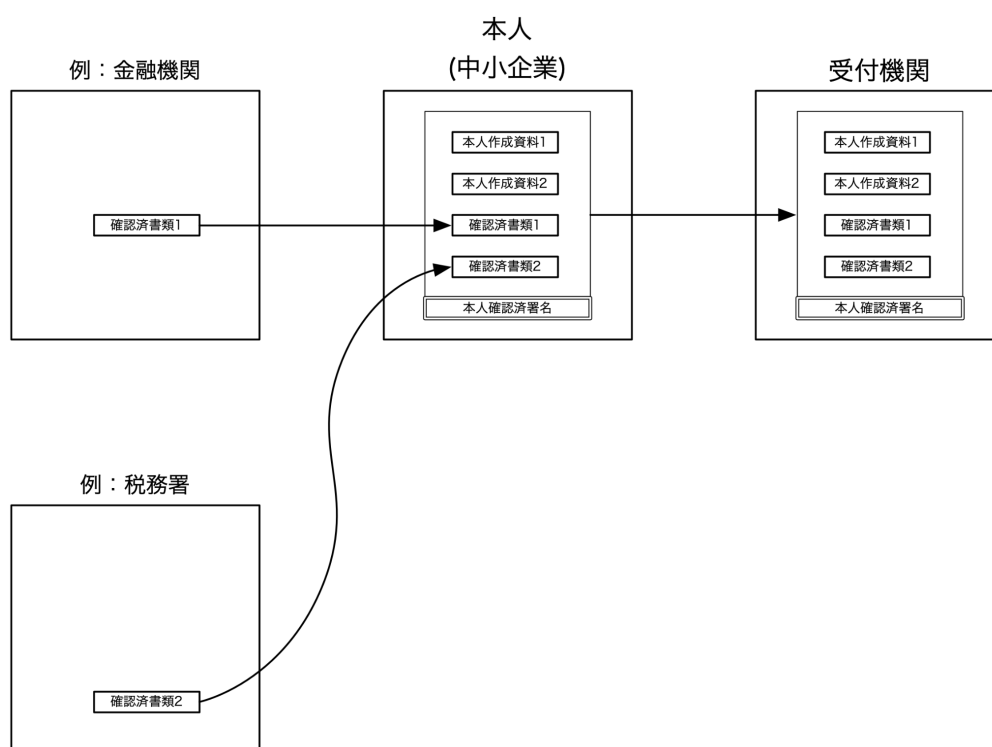 本人
(中小企業)
例：金融機関
受付機関
本人作成資料1
本人作成資料2
確認済書類1
確認済書類2
本人確認済署名
本人作成資料1
本人作成資料2
確認済書類1
確認済書類2
本人確認済署名
確認済書類1
例：税務署
確認済書類2